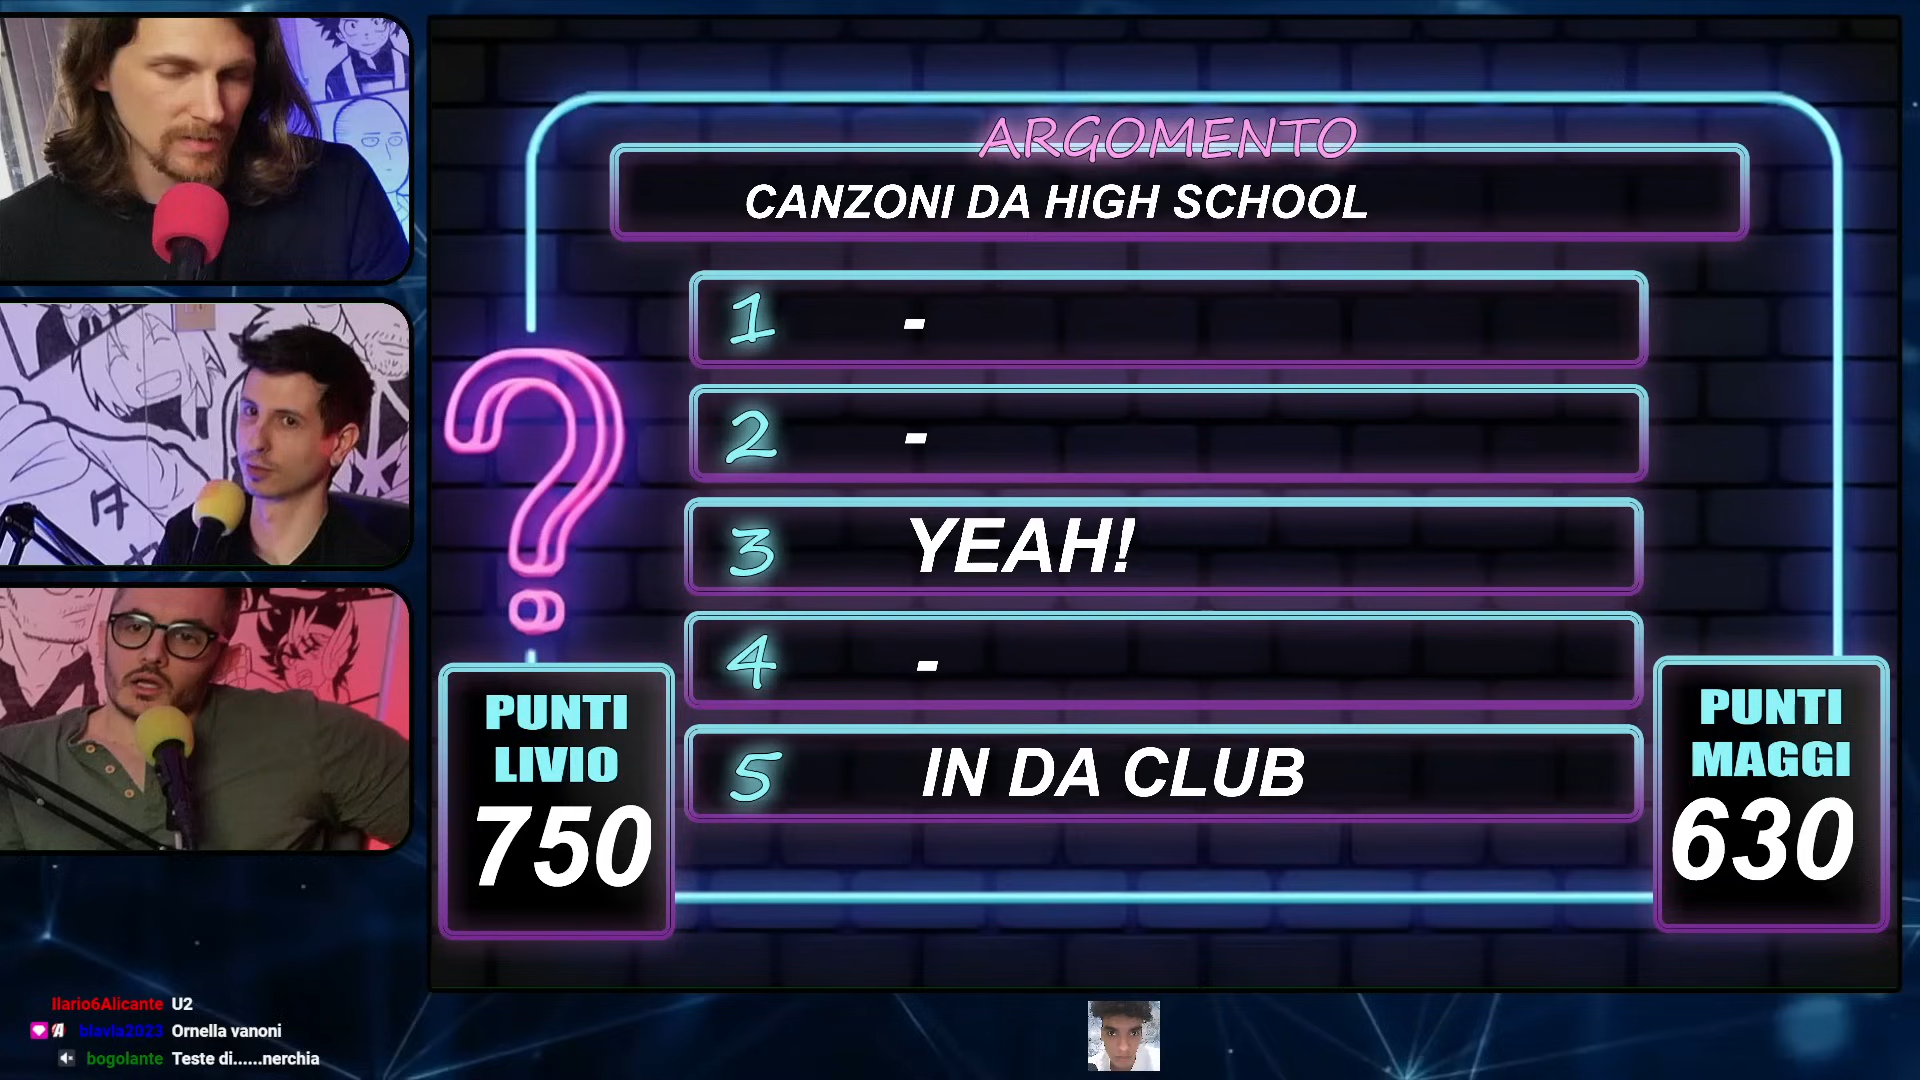 ARGOMENTO
CANZONI DA HIGH SCHOOL
1 -
2 -
3 YEAH!
4 -
5 IN DA CLUB
PUNTI
LIVIO
750
PUNTI
MAGGI
630
Ilario6Alicante U2
blavla2023 Ornella vanoni
bogolante Teste di......nerchia